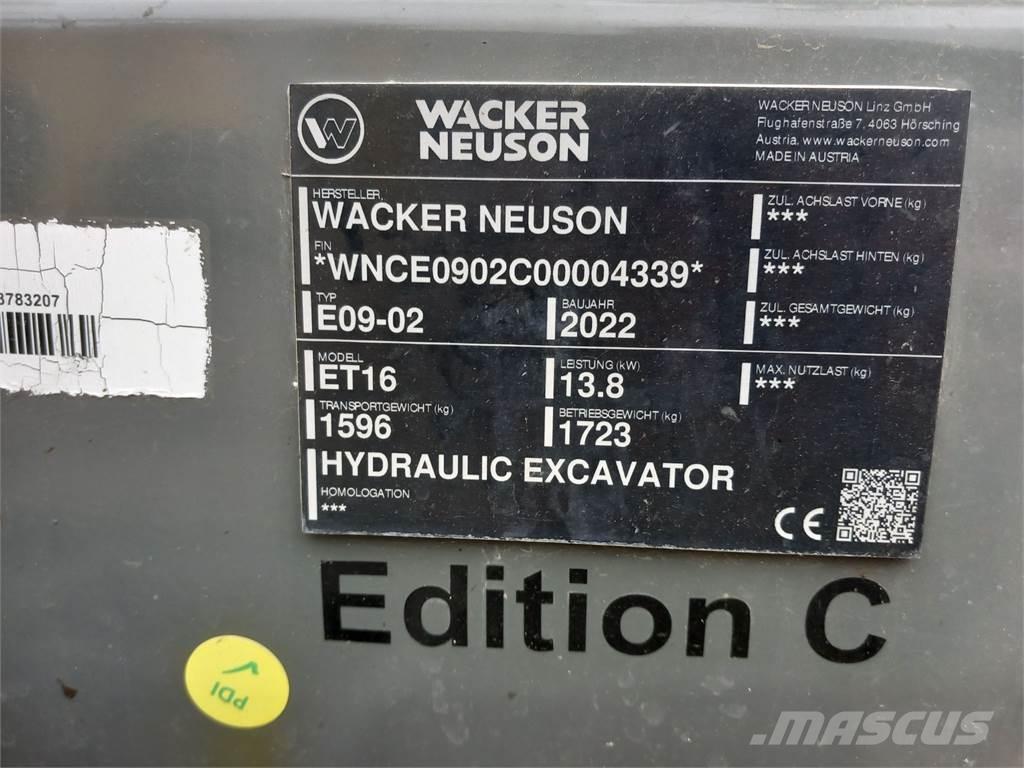 WACKER
NEUSON
WACKER NEUSON Linz GmbH
Flughafenstraße 7, 4063 Hörsching
Austria, www.wackerneuson.com
MADE IN AUSTRIA
HERSTELLER
WACKER NEUSON
ZUL. ACHSLAST VORNE (kg)
***
FIN
*WNCE0902C00004339*
ZUL. ACHSLAST HINTEN (kg)
***
TYP
E09-02
BAUJAHR
2022
ZUL. GESAMTGEWICHT (kg)
***
MODELL
ET16
LEISTUNG (kW)
13.8
MAX. NUTZLAST (kg)
***
TRANSPORTGEWICHT (kg)
1596
BETRIEBSGEWICHT (kg)
1723
HYDRAULIC EXCAVATOR
HOMOLOGATION
***
CE
Edition C
3783207
PDI
MASCUS